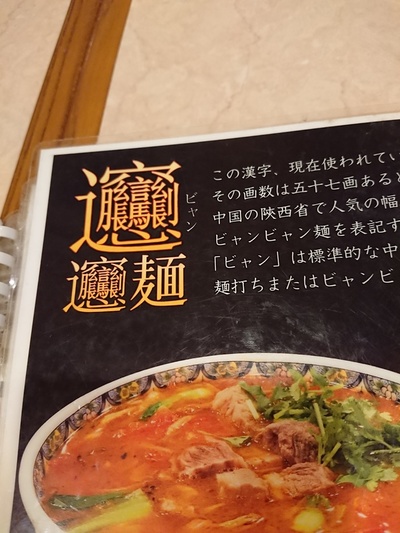 𰻞
ビャン
𰻞麺
この漢字、現在使われてい
その画数は五十七画あると
中国の陝西省で人気の幅
ビャンビャン麺を表記す
「ビャン」は標準的な中
麺打ちまたはビャンビ